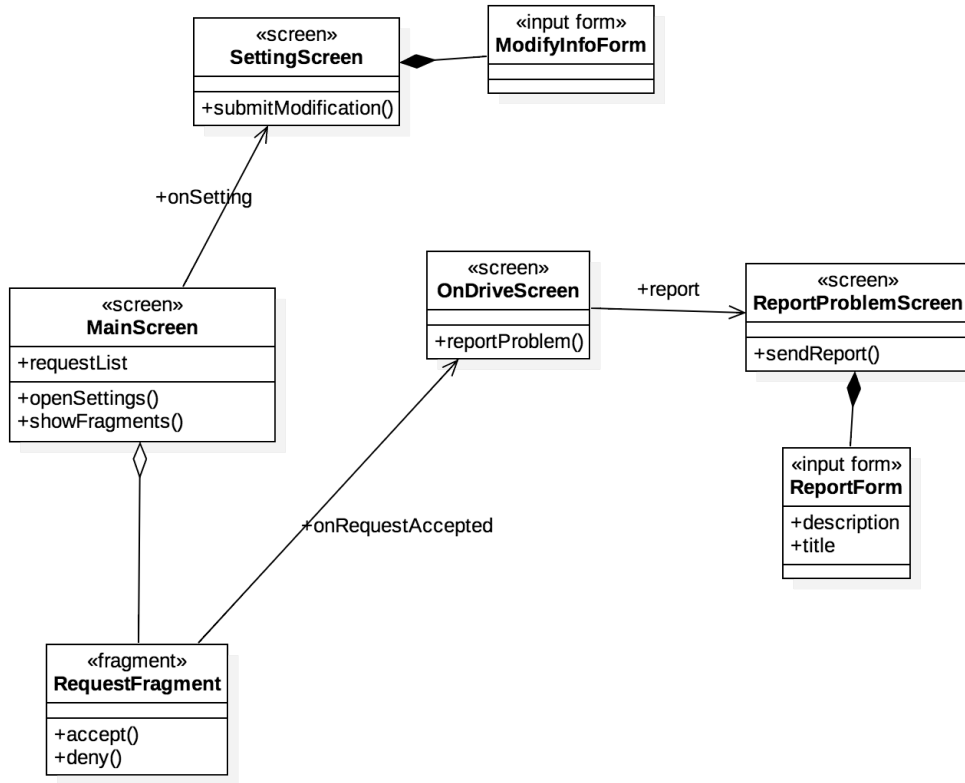 «screen»
SettingScreen
+submitModification()
«input form»
ModifyInfoForm
+onSetting
«screen»
MainScreen
+requestList
+openSettings()
+showFragments()
«screen»
OnDriveScreen
+reportProblem()
+report
«screen»
ReportProblemScreen
+sendReport()
«input form»
ReportForm
+description
+title
+onRequestAccepted
«fragment»
RequestFragment
+accept()
+deny()